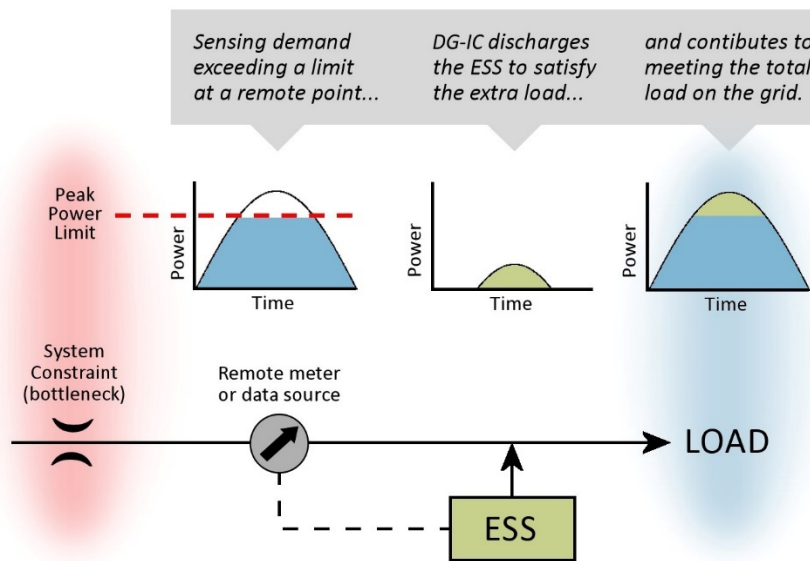 Sensing demand
exceeding a limit
at a remote point...
DG-IC discharges
the ESS to satisfy
the extra load...
and contibutes to
meeting the total
load on the grid.
Peak
Power
Limit
Power
Time
Power
Time
Power
Time
System
Constraint
(bottleneck)
Remote meter
or data source
LOAD
ESS